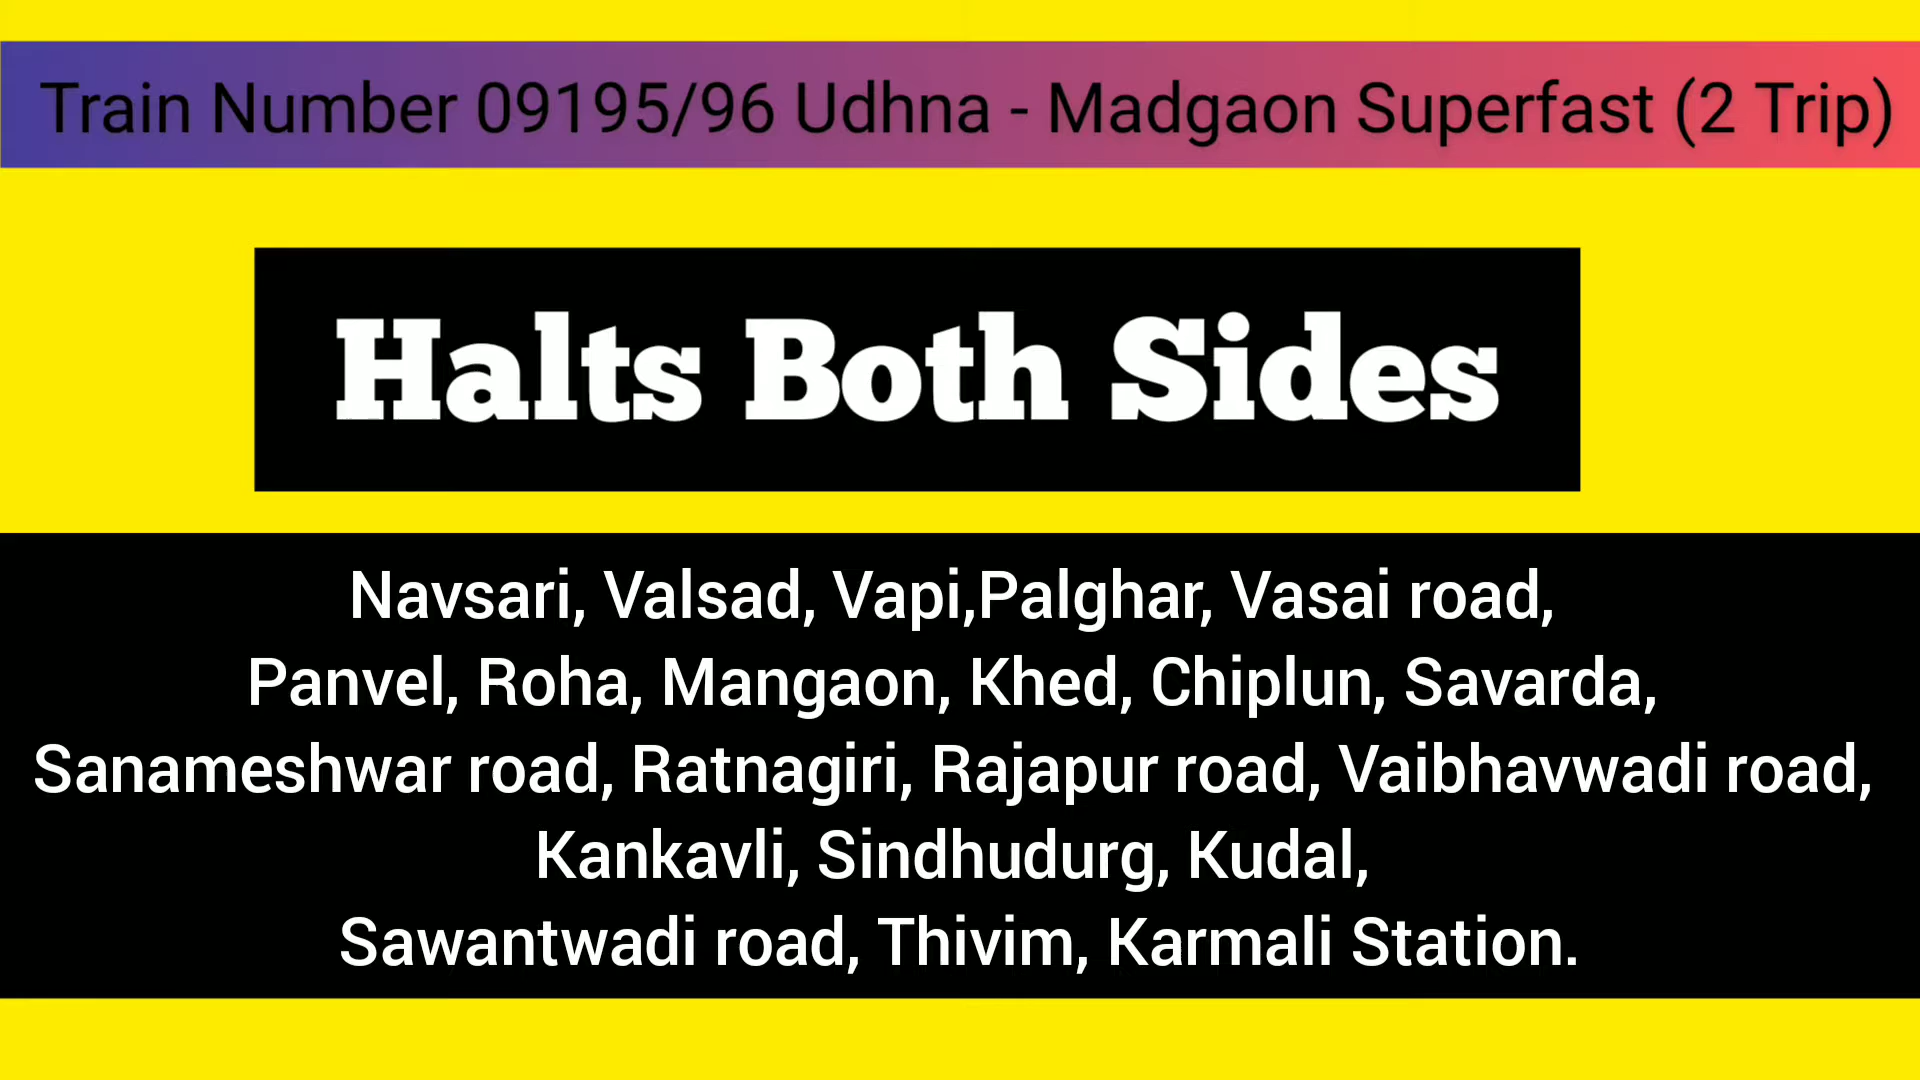 Train Number 09195/96 Udhna - Madgaon Superfast (2 Trip)
Halts Both Sides
Navsari, Valsad, Vapi,Palghar, Vasai road,
Panvel, Roha, Mangaon, Khed, Chiplun, Savarda,
Sanameshwar road, Ratnagiri, Rajapur road, Vaibhavwadi road,
Kankavli, Sindhudurg, Kudal,
Sawantwadi road, Thivim, Karmali Station.